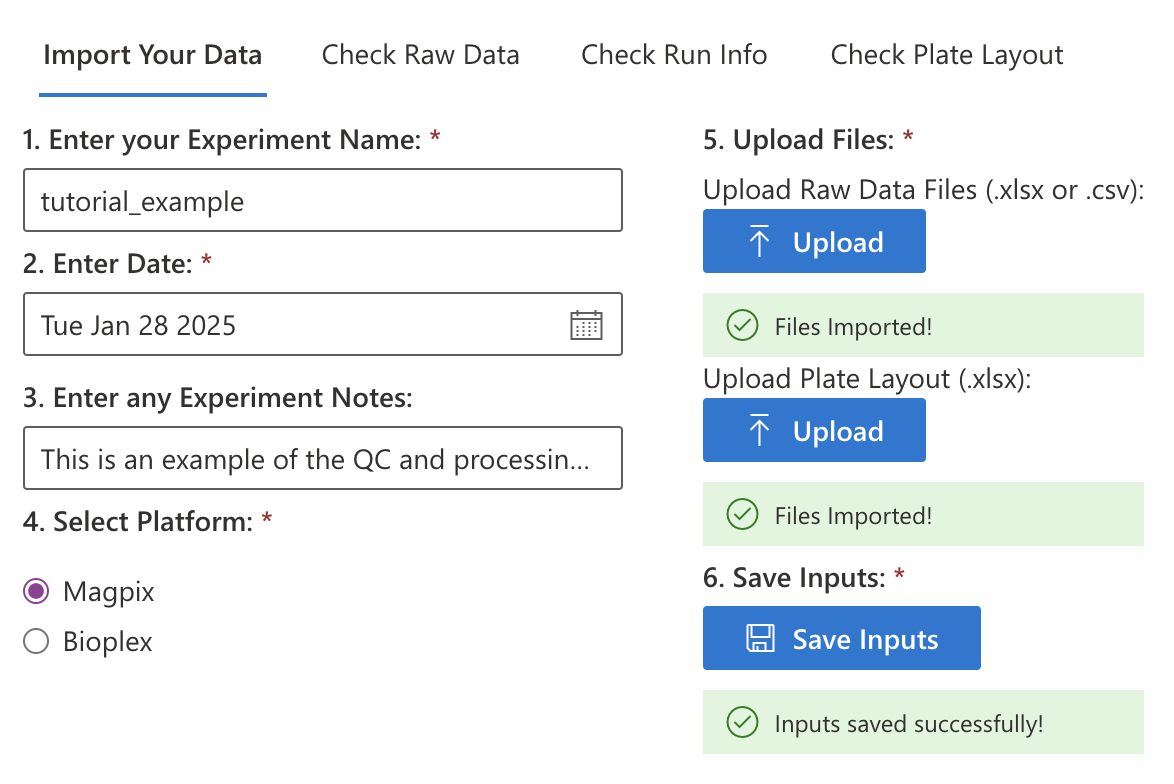 Import Your Data
Check Raw Data
Check Run Info
Check Plate Layout
1. Enter your Experiment Name: *
tutorial_example
2. Enter Date: *
Tue Jan 28 2025
3. Enter any Experiment Notes:
This is an example of the QC and processin...
4. Select Platform: *
Magpix
Bioplex
5. Upload Files: *
Upload Raw Data Files (.xlsx or .csv):
Upload
Files Imported!
Upload Plate Layout (.xlsx):
Upload
Files Imported!
6. Save Inputs: *
Save Inputs
Inputs saved successfully!